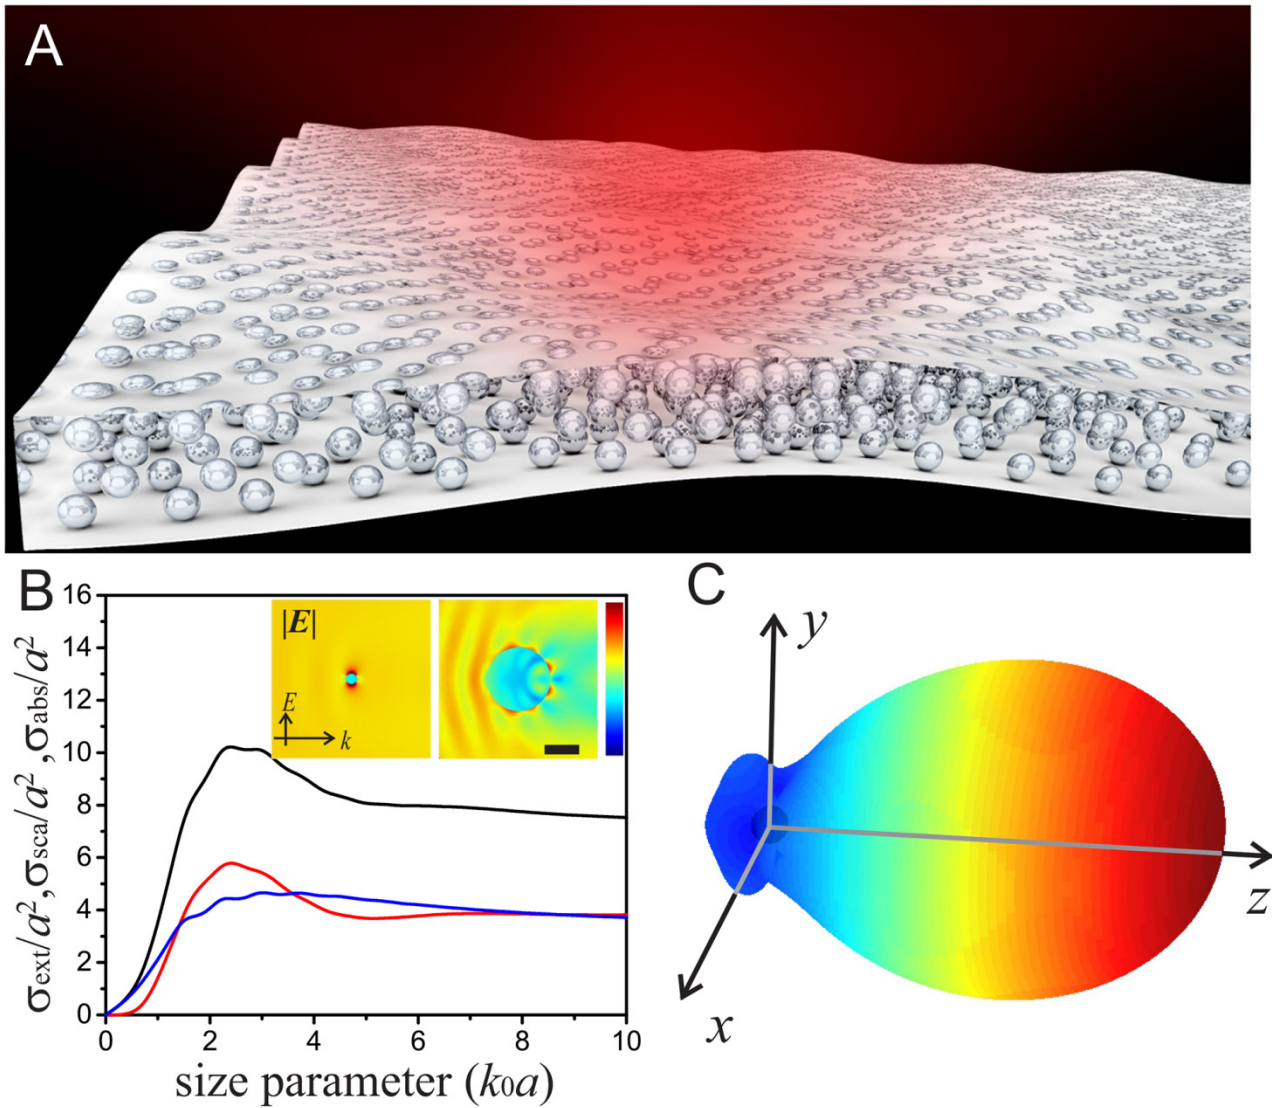 A
B
16
14
12
10
8
6
4
2
0
σext/a²,σsca/a²,σabs/a²
|E|
E
k
0 2 4 6 8 10
size parameter (k₀a)
C
y
z
x